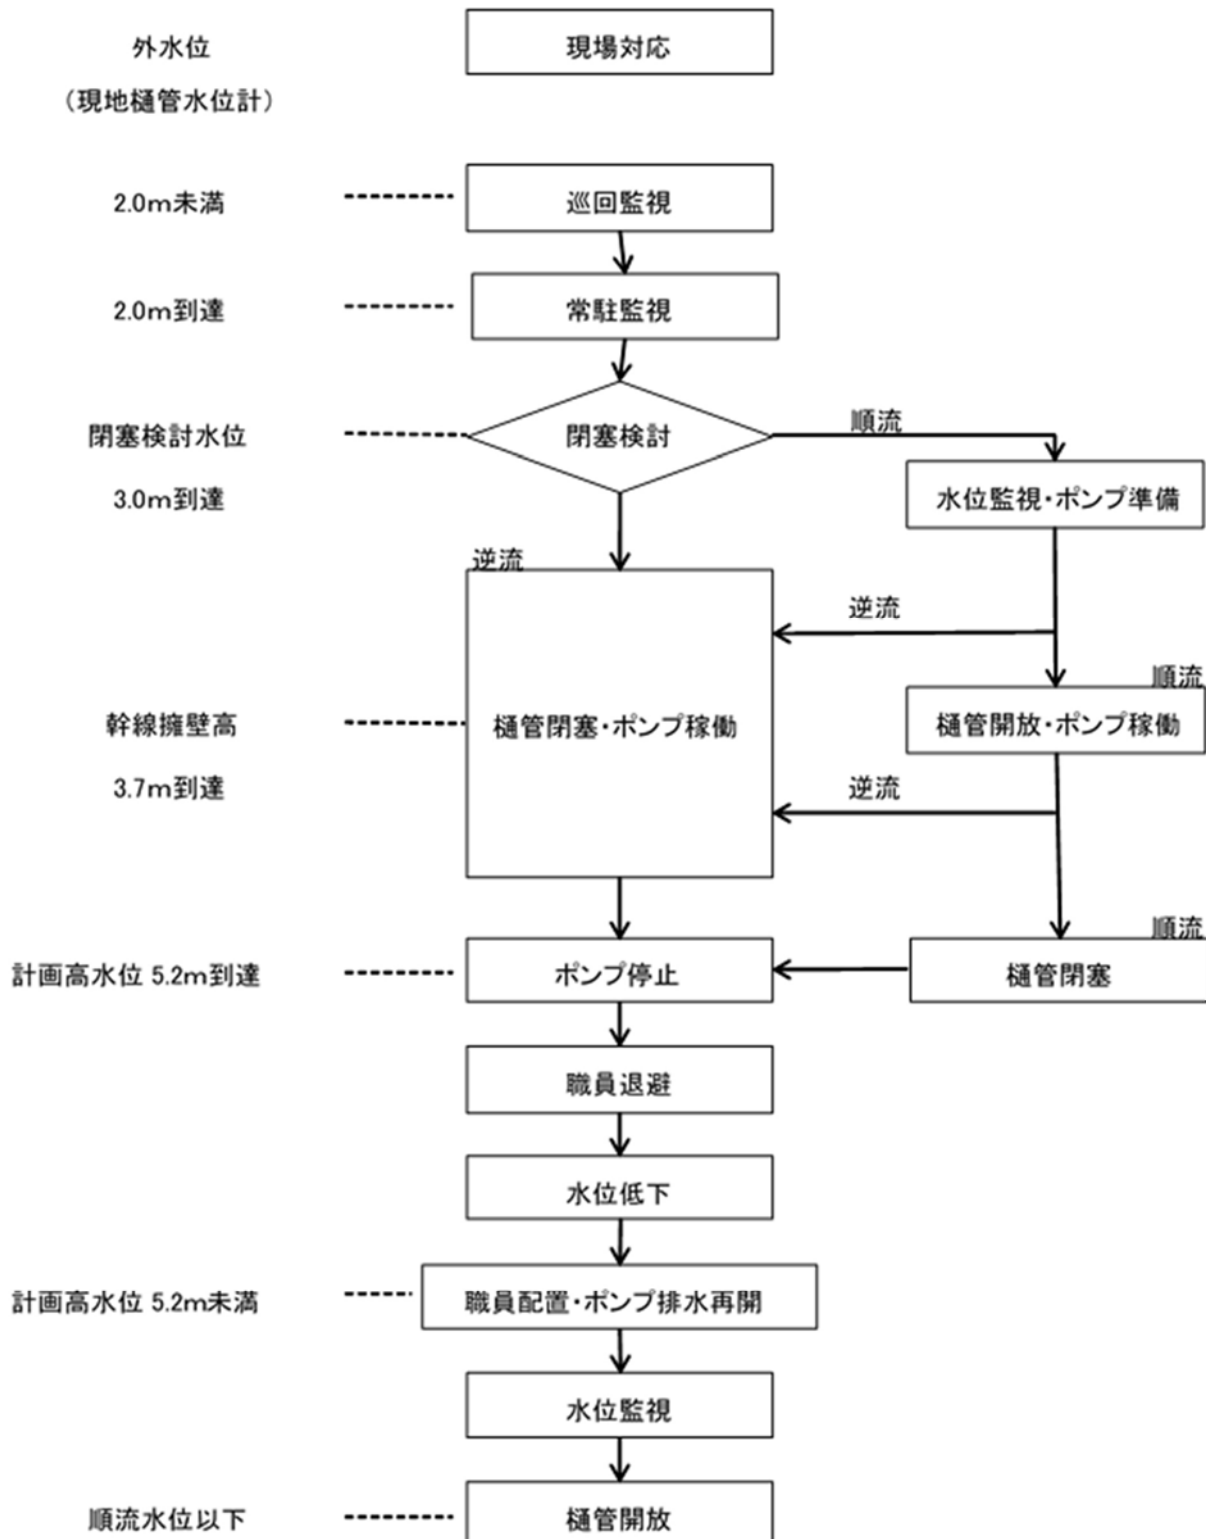 外水位
現場対応
（現地樋管水位計）
2.0m未満
巡回監視
2.0m到達
常駐監視
閉塞検討水位
閉塞検討
順流
3.0m到達
水位監視・ポンプ準備
逆流
逆流
順流
幹線擁壁高
樋管閉塞・ポンプ稼働
樋管開放・ポンプ稼働
3.7m到達
逆流
順流
計画高水位 5.2m到達
ポンプ停止
樋管閉塞
職員退避
水位低下
計画高水位 5.2m未満
職員配置・ポンプ排水再開
水位監視
順流水位以下
樋管開放